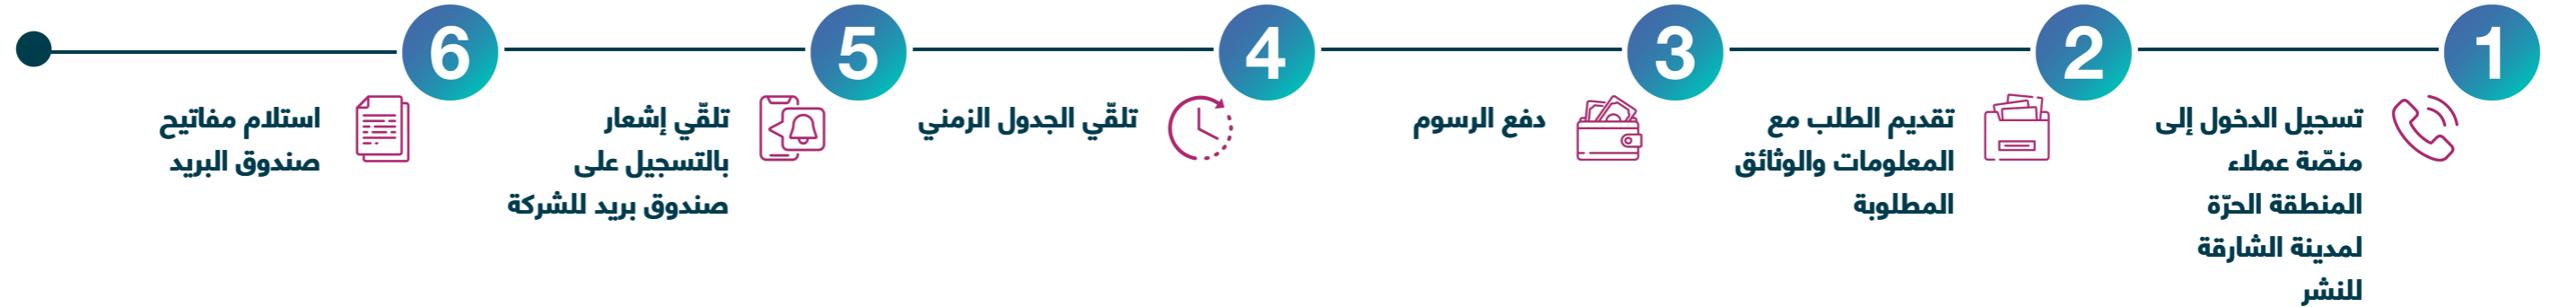 1
تسجيل الدخول إلى
منصّة عملاء
المنطقة الحرّة
لمدينة الشارقة
للنشر
2
تقديم الطلب مع
المعلومات والوثائق
المطلوبة
3
دفع الرسوم
4
تلقّي الجدول الزمني
5
تلقّي إشعار
بالتسجيل على
صندوق بريد للشركة
6
استلام مفاتيح
صندوق البريد